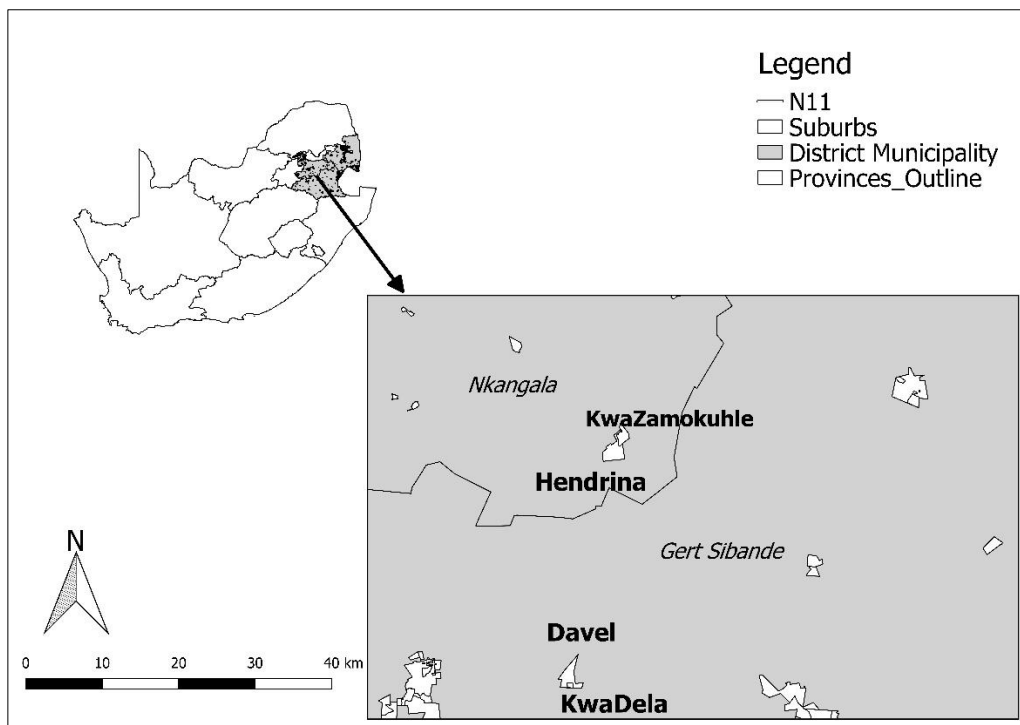 Legend
N11
Suburbs
District Municipality
Provinces_Outline
Nkangala
KwaZamokuhle
Hendrina
Gert Sibande
N
Davel
0 10 20 30 40 km
KwaDela